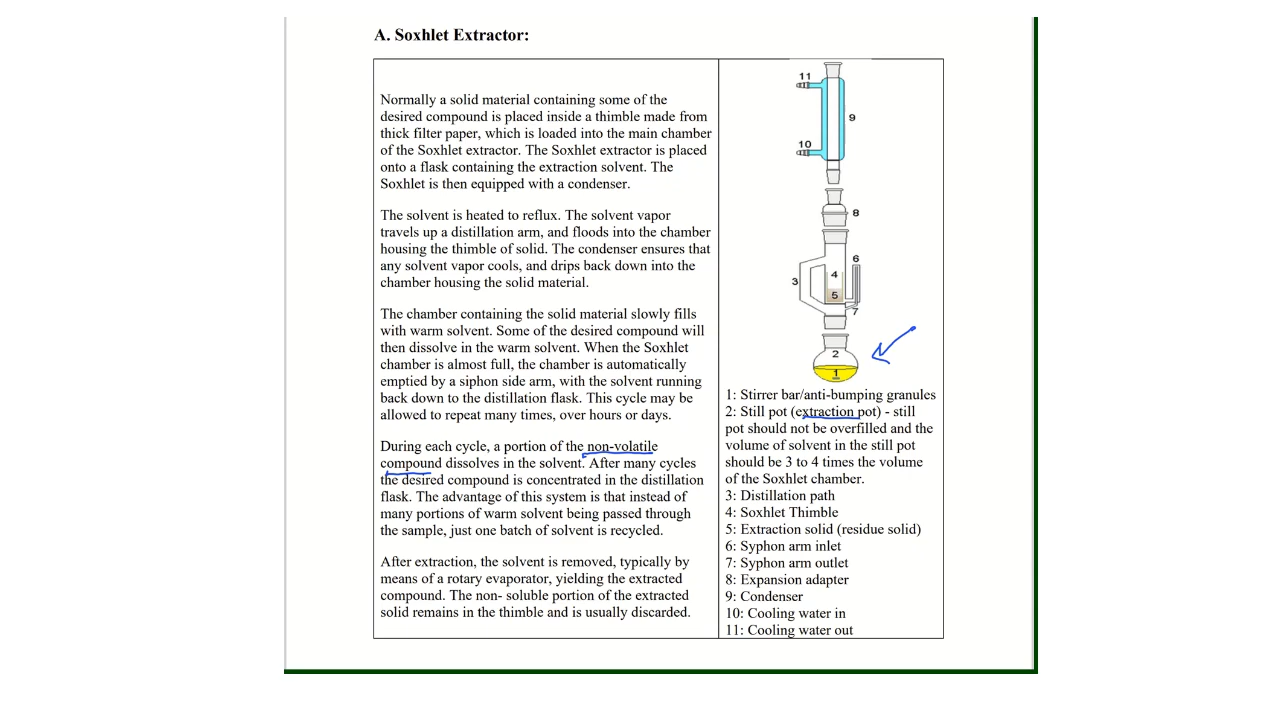 A. Soxhlet Extractor:
Normally a solid material containing some of the
desired compound is placed inside a thimble made from
thick filter paper, which is loaded into the main chamber
of the Soxhlet extractor. The Soxhlet extractor is placed
onto a flask containing the extraction solvent. The
Soxhlet is then equipped with a condenser.
The solvent is heated to reflux. The solvent vapor
travels up a distillation arm, and floods into the chamber
housing the thimble of solid. The condenser ensures that
any solvent vapor cools, and drips back down into the
chamber housing the solid material.
The chamber containing the solid material slowly fills
with warm solvent. Some of the desired compound will
then dissolve in the warm solvent. When the Soxhlet
chamber is almost full, the chamber is automatically
emptied by a siphon side arm, with the solvent running
back down to the distillation flask. This cycle may be
allowed to repeat many times, over hours or days.
During each cycle, a portion of the non-volatile
compound dissolves in the solvent. After many cycles
the desired compound is concentrated in the distillation
flask. The advantage of this system is that instead of
many portions of warm solvent being passed through
the sample, just one batch of solvent is recycled.
After extraction, the solvent is removed, typically by
means of a rotary evaporator, yielding the extracted
compound. The non- soluble portion of the extracted
solid remains in the thimble and is usually discarded.
11
9
10
8
6
3
4
5
7
2
1
1: Stirrer bar/anti-bumping granules
2: Still pot (extraction pot) - still
pot should not be overfilled and the
volume of solvent in the still pot
should be 3 to 4 times the volume
of the Soxhlet chamber.
3: Distillation path
4: Soxhlet Thimble
5: Extraction solid (residue solid)
6: Syphon arm inlet
7: Syphon arm outlet
8: Expansion adapter
9: Condenser
10: Cooling water in
11: Cooling water out